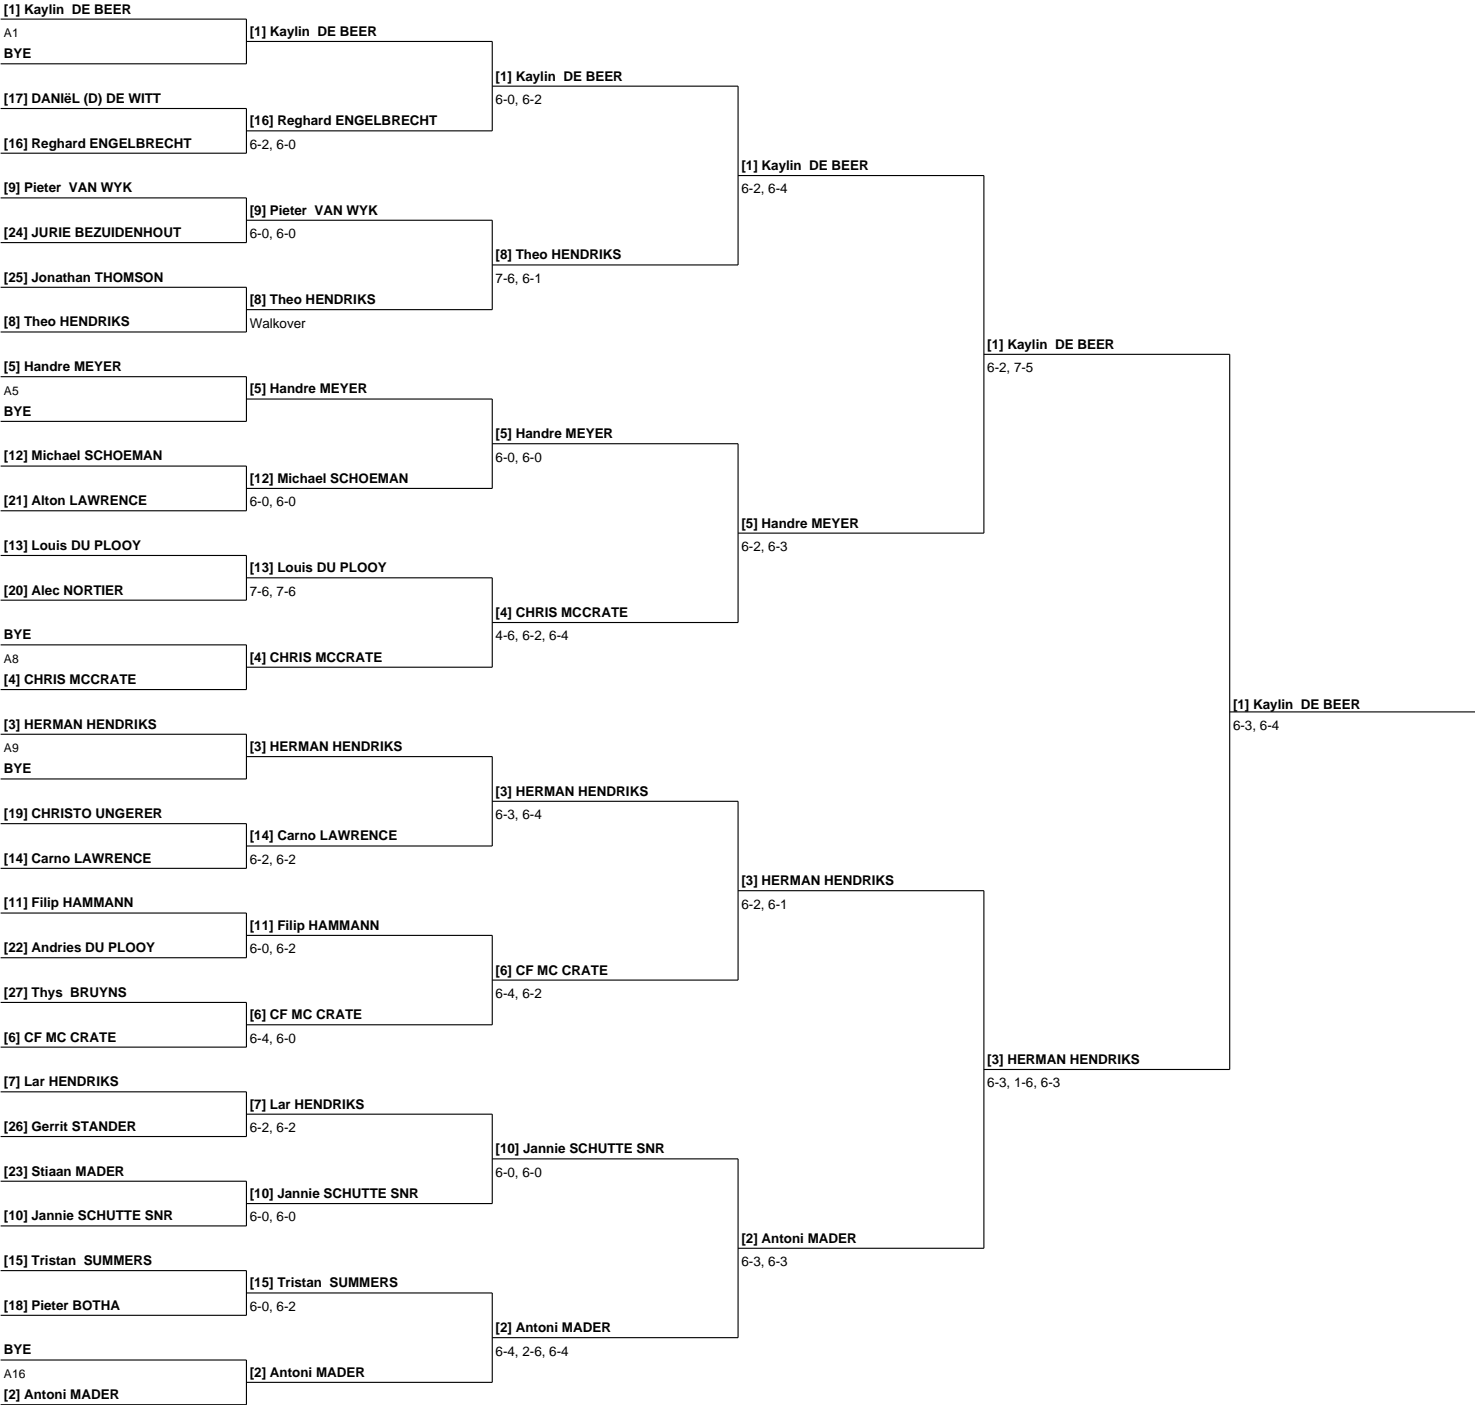 [1] Kaylin  DE BEER
A1
BYE
[17] DANIëL (D) DE WITT
[16] Reghard ENGELBRECHT
[9] Pieter  VAN WYK
[24] JURIE BEZUIDENHOUT
[25] Jonathan THOMSON
[8] Theo HENDRIKS
[5] Handre MEYER
A5
BYE
[12] Michael SCHOEMAN
[21] Alton LAWRENCE
[13] Louis DU PLOOY
[20] Alec NORTIER
BYE
A8
[4] CHRIS MCCRATE
[3] HERMAN HENDRIKS
A9
BYE
[19] CHRISTO UNGERER
[14] Carno LAWRENCE
[11] Filip HAMMANN
[22] Andries DU PLOOY
[27] Thys  BRUYNS
[6] CF MC CRATE
[7] Lar HENDRIKS
[26] Gerrit STANDER
[23] Stiaan MADER
[10] Jannie SCHUTTE SNR
[15] Tristan  SUMMERS
[18] Pieter BOTHA
BYE
A16
[2] Antoni MADER
[1] Kaylin  DE BEER
[16] Reghard ENGELBRECHT
6-2, 6-0
[9] Pieter  VAN WYK
6-0, 6-0
[8] Theo HENDRIKS
Walkover
[5] Handre MEYER
[12] Michael SCHOEMAN
6-0, 6-0
[13] Louis DU PLOOY
7-6, 7-6
[4] CHRIS MCCRATE
[3] HERMAN HENDRIKS
[14] Carno LAWRENCE
6-2, 6-2
[11] Filip HAMMANN
6-0, 6-2
[6] CF MC CRATE
6-4, 6-0
[7] Lar HENDRIKS
6-2, 6-2
[10] Jannie SCHUTTE SNR
6-0, 6-0
[15] Tristan  SUMMERS
6-0, 6-2
[2] Antoni MADER
[1] Kaylin  DE BEER
6-0, 6-2
[8] Theo HENDRIKS
7-6, 6-1
[5] Handre MEYER
6-0, 6-0
[4] CHRIS MCCRATE
4-6, 6-2, 6-4
[3] HERMAN HENDRIKS
6-3, 6-4
[6] CF MC CRATE
6-4, 6-2
[10] Jannie SCHUTTE SNR
6-0, 6-0
[2] Antoni MADER
6-4, 2-6, 6-4
[1] Kaylin  DE BEER
6-2, 6-4
[5] Handre MEYER
6-2, 6-3
[3] HERMAN HENDRIKS
6-2, 6-1
[2] Antoni MADER
6-3, 6-3
[1] Kaylin  DE BEER
6-2, 7-5
[3] HERMAN HENDRIKS
6-3, 1-6, 6-3
[1] Kaylin  DE BEER
6-3, 6-4